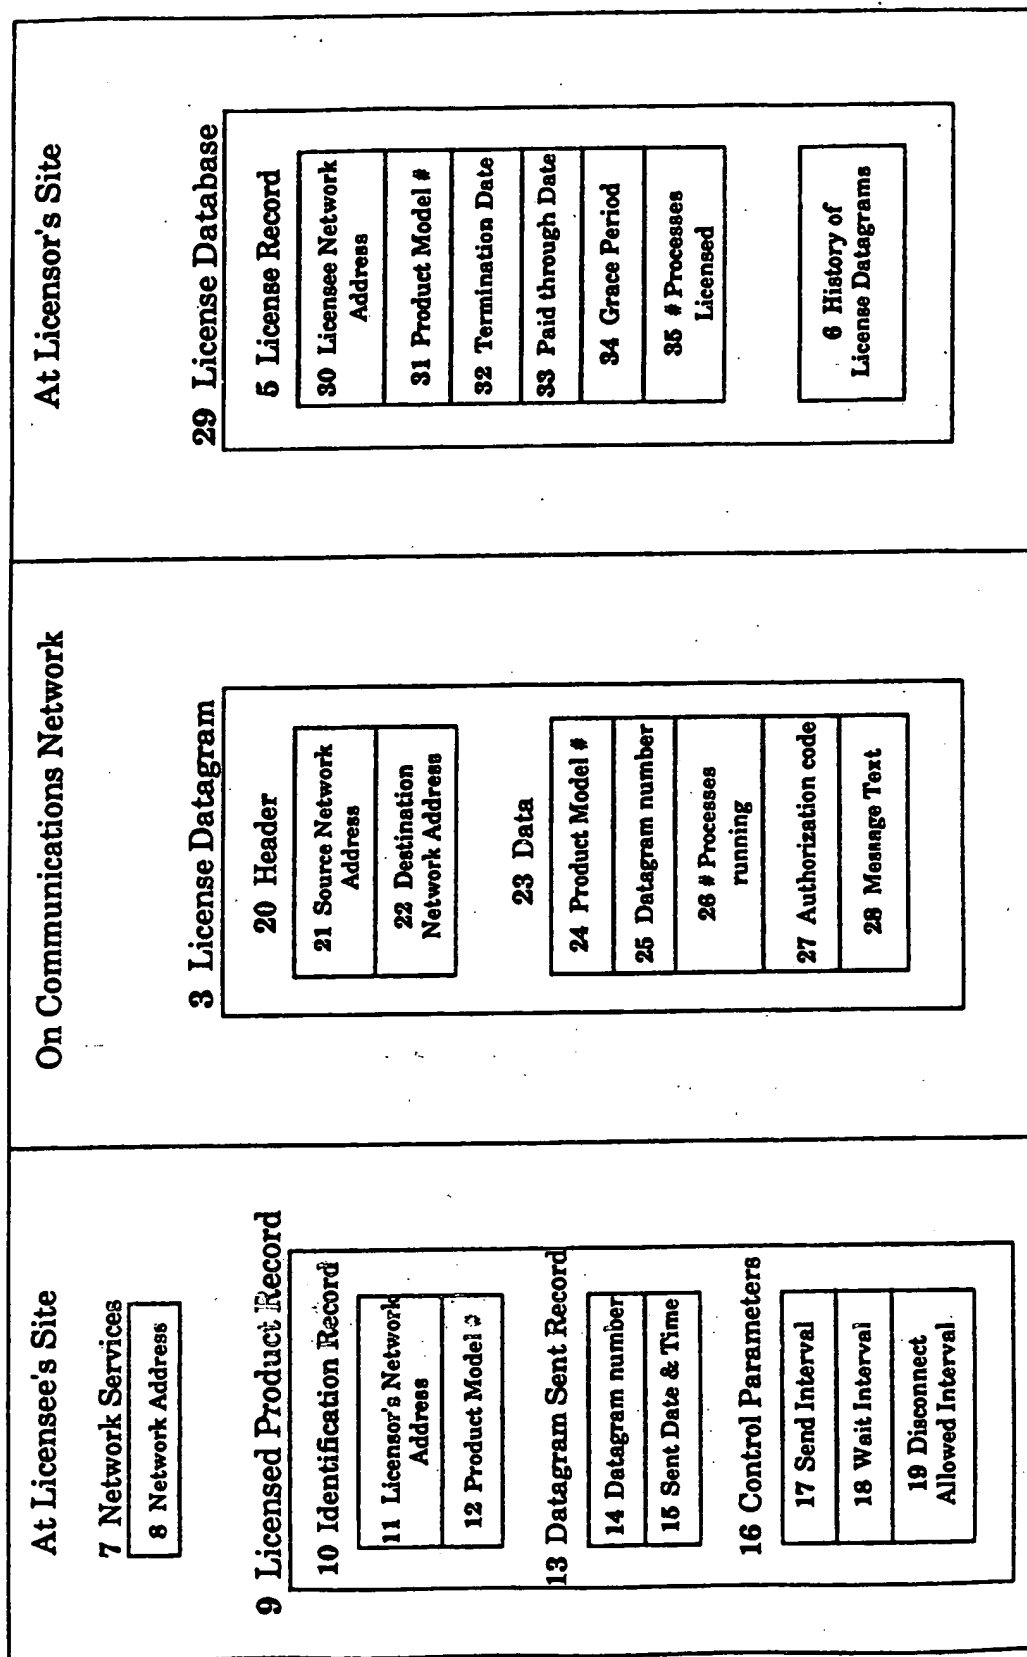 At License's Site
7 Network Services
8 Network Address
9 Licensed Product Record
10 Identification Record
11 Licensor's Network
Address
12 Product Model #
13 Datagram Sent Record
14 Datagram number
15 Sent Date & Time
16 Control Parameters
17 Send Interval
18 Wait Interval
19 Disconnect
Allowed Interval
On Communications Network
3 License Datagram
20 Header
21 Source Network
Address
22 Destination
Network Address
23 Data
24 Product Model #
25 Datagram number
26 # Processes
running
27 Authorization code
28 Message Text
At Licensor's Site
29 License Database
5 License Record
30 Licensee Network
Address
31 Product Model #
32 Termination Date
33 Paid through Date
34 Grace Period
35 # Processes
Licensed
6 History of
License Datagrams